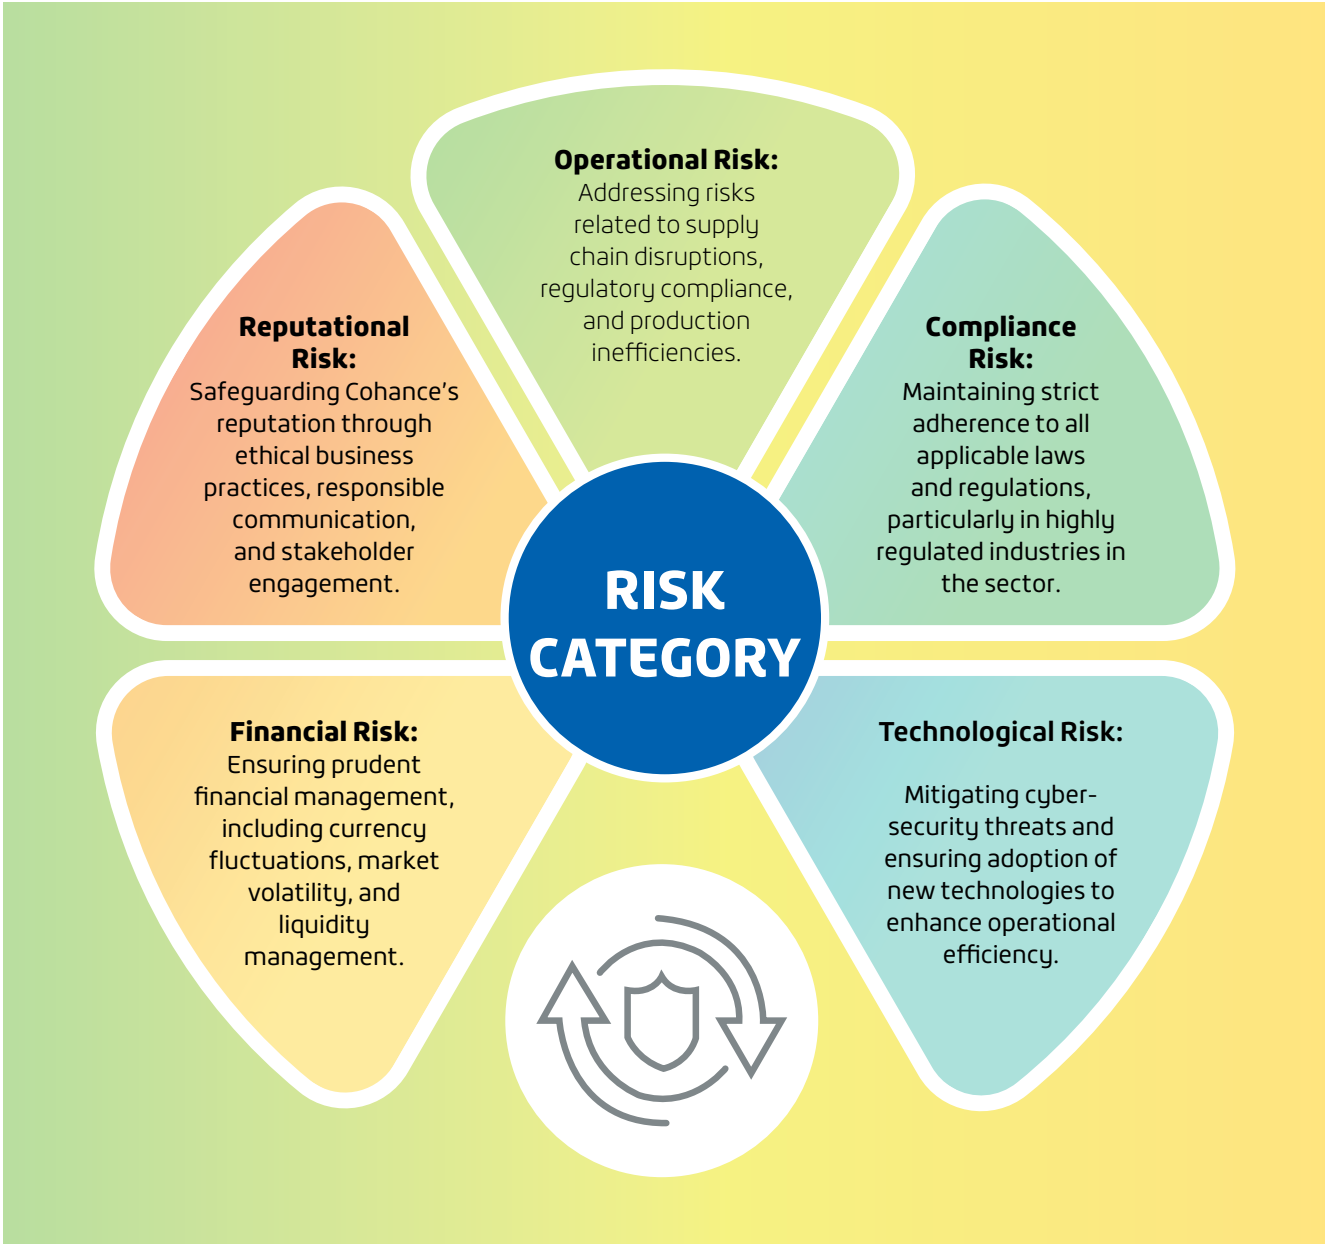 Operational Risk:
Addressing risks
related to supply
chain disruptions,
regulatory compliance,
and production
inefficiencies.
Reputational
Risk:
Safeguarding Cohance's
reputation through
ethical business
practices, responsible
communication,
and stakeholder
engagement.
Compliance
Risk:
Maintaining strict
adherence to all
applicable laws
and regulations,
particularly in highly
regulated industries in
the sector.
RISK
CATEGORY
Financial Risk:
Ensuring prudent
financial management,
including currency
fluctuations, market
volatility, and
liquidity
management.
Technological Risk:
Mitigating cyber-
security threats and
ensuring adoption of
new technologies to
enhance operational
efficiency.